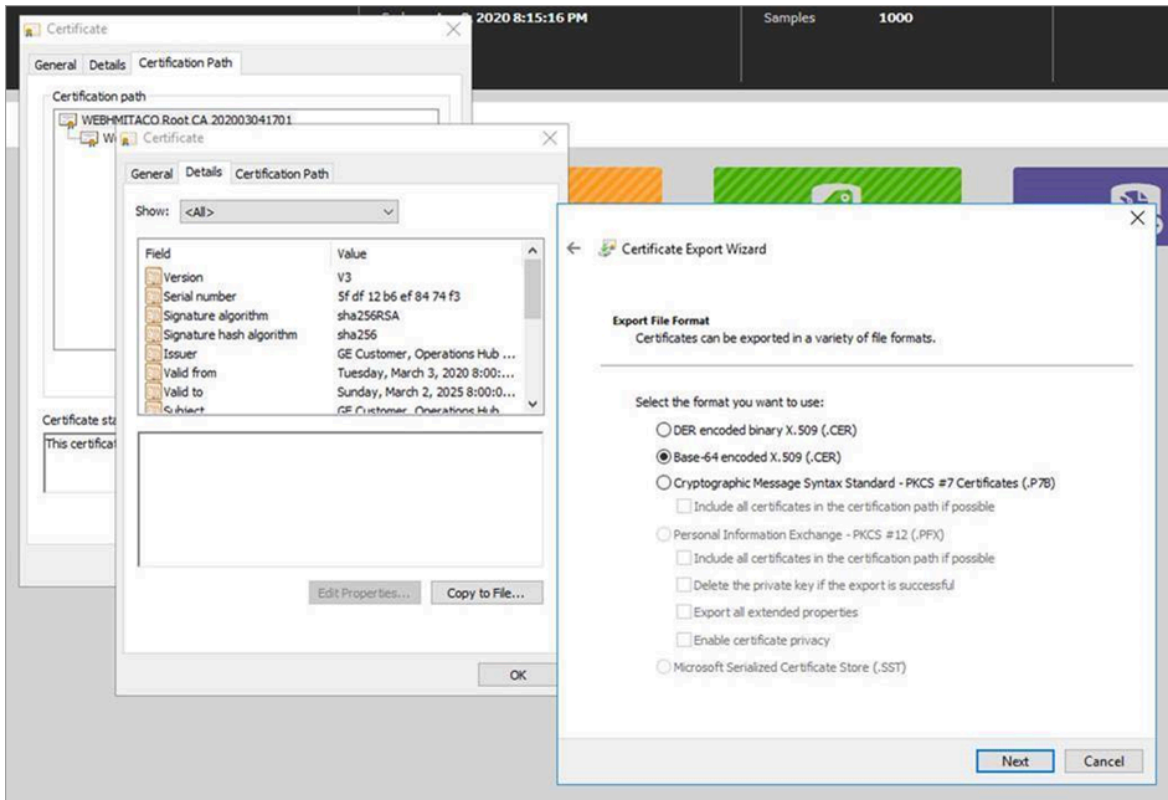 2020 8:15:16 PM
Samples 1000
Certificate
General Details Certification Path
Certification path
WEBHMITACO Root CA 202003041701
Certificate
General Details Certification Path
Show: <All>
Field Value
Version V3
Serial number 5f df 12 b6 ef 84 74 f3
Signature algorithm sha256RSA
Signature hash algorithm sha256
Issuer GE Customer, Operations Hub ...
Valid from Tuesday, March 3, 2020 8:00:...
Valid to Sunday, March 2, 2025 8:00:0...
Subject GE Customer, Operations Hub
Certificate sta
This certifica
Edit Properties... Copy to File...
OK
Certificate Export Wizard
Export File Format
Certificates can be exported in a variety of file formats.
Select the format you want to use:
DER encoded binary X.509 (.CER)
Base-64 encoded X.509 (.CER)
Cryptographic Message Syntax Standard - PKCS #7 Certificates (.P7B)
Include all certificates in the certification path if possible
Personal Information Exchange - PKCS #12 (.PFX)
Include all certificates in the certification path if possible
Delete the private key if the export is successful
Export all extended properties
Enable certificate privacy
Microsoft Serialized Certificate Store (.SST)
Next Cancel